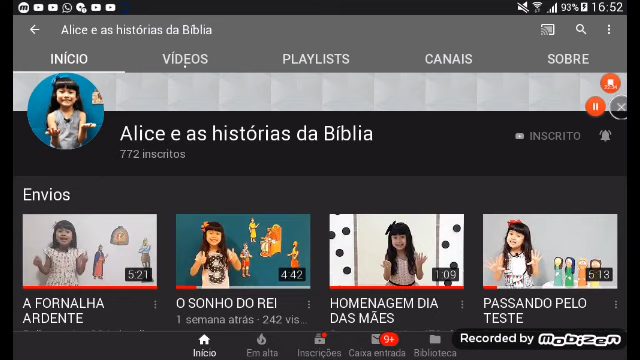 93% 16:52
Alice e as histórias da Bíblia
INÍCIO VÍDEOS PLAYLISTS CANAIS SOBRE
Alice e as histórias da Bíblia
772 inscritos
INSCRITO
Envios
5:21 4:42 1:09 5:13
A FORNALHA ARDENTE
O SONHO DO REI
1 semana atrás · 242 vis...
HOMENAGEM DIA DAS MÃES
PASSANDO PELO TESTE
9+
Início Em alta Inscrições Caixa entrada Biblioteca
Recorded by Mobizen